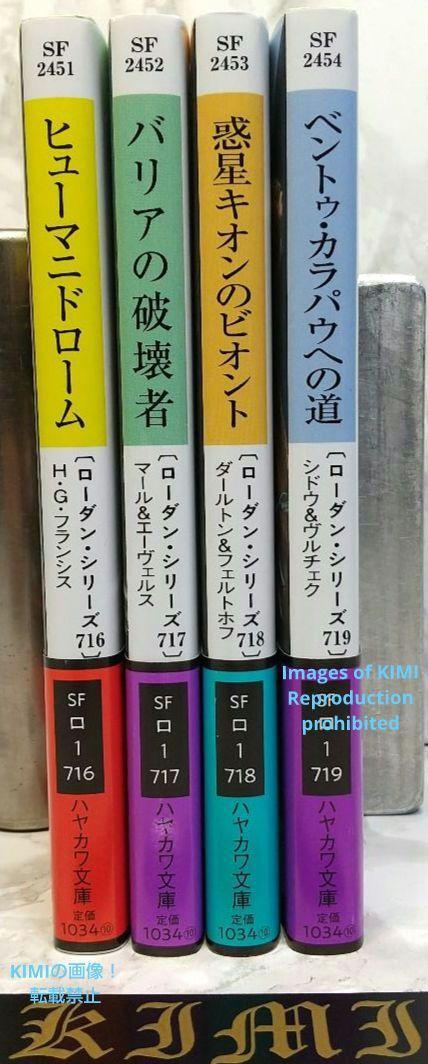 SF
2451
ヒューマニドローム
[ローダン・シリーズ716]
H・G・フランシス
SF
ロ
1
716
ハヤカワ文庫
定価
1034⑩
SF
2452
バリアの破壊者
[ローダン・シリーズ717]
マール&エーヴェルス
SF
ロ
1
717
ハヤカワ文庫
定価
1034⑩
SF
2453
惑星キオンのビオント
[ローダン・シリーズ718]
ダールトン&フェルトホフ
SF
ロ
1
718
ハヤカワ文庫
定価
1034⑩
SF
2454
ベントゥ・カラパウへの道
[ローダン・シリーズ719]
シドウ&ヴルチェク
SF
ロ
1
719
ハヤカワ文庫
定価
1034⑩
Images of KIMI
Reproduction
prohibited
KIMIの画像!
転載禁止
KIMI